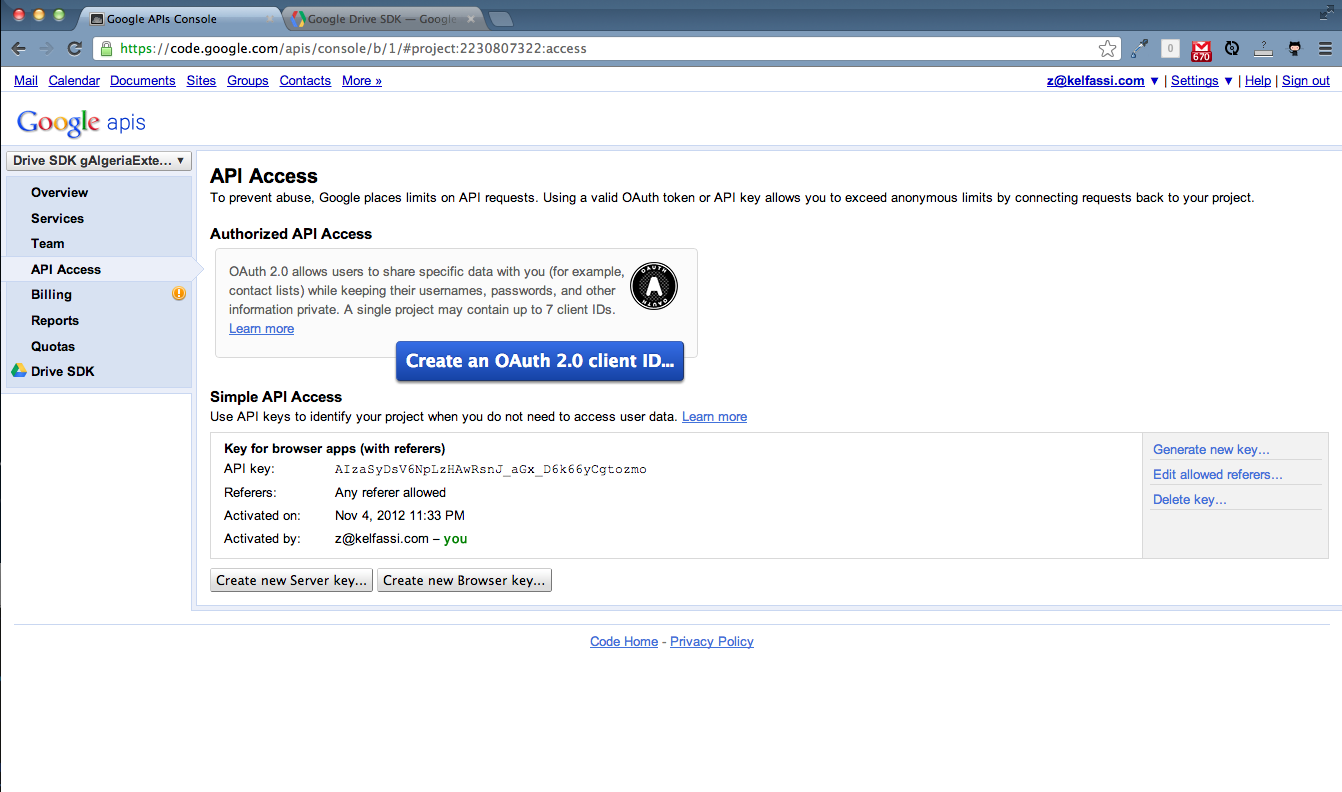 Google APIs Console
Google Drive SDK — Google
https://code.google.com/apis/console/b/1/#project:2230807322:access
0
670
?
Mail Calendar Documents Sites Groups Contacts More »
z@kelfassi.com ▼ | Settings ▼ | Help | Sign out
Google apis
Drive SDK gAlgeriaExte... ▼
Overview
Services
Team
API Access
Billing
Reports
Quotas
Drive SDK
API Access
To prevent abuse, Google places limits on API requests. Using a valid OAuth token or API key allows you to exceed anonymous limits by connecting requests back to your project.
Authorized API Access
OAuth 2.0 allows users to share specific data with you (for example,
contact lists) while keeping their usernames, passwords, and other
information private. A single project may contain up to 7 client IDs.
Learn more
OAUTH
A
OAUTH
Create an OAuth 2.0 client ID...
Simple API Access
Use API keys to identify your project when you do not need to access user data. Learn more
Key for browser apps (with referers)
API key: AIzaSyDsV6NpLzHAwRsnJ_aGx_D6k66yCgtozmo
Referers: Any referer allowed
Activated on: Nov 4, 2012 11:33 PM
Activated by: z@kelfassi.com – you
Generate new key...
Edit allowed referers...
Delete key...
Create new Server key... Create new Browser key...
Code Home - Privacy Policy